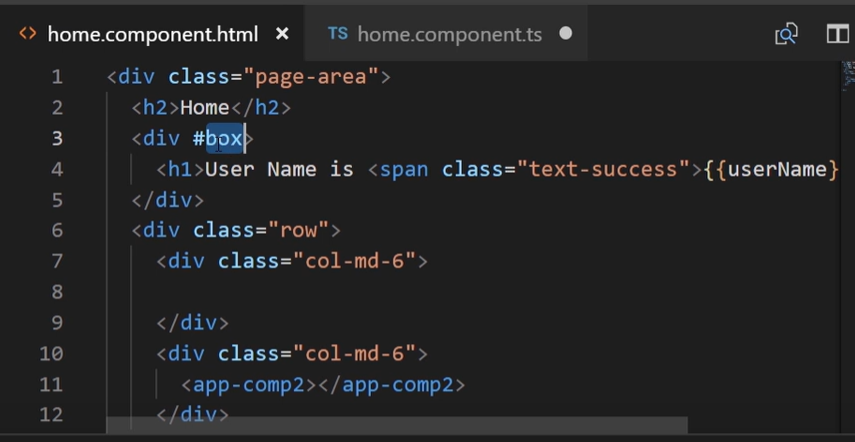 <> home.component.html × TS home.component.ts ●
1 <div class="page-area">
2 <h2>Home</h2>
3 <div #box>
4 <h1>User Name is <span class="text-success">{{userName}
5 </div>
6 <div class="row">
7 <div class="col-md-6">
8
9 </div>
10 <div class="col-md-6">
11 <app-comp2></app-comp2>
12 </div>